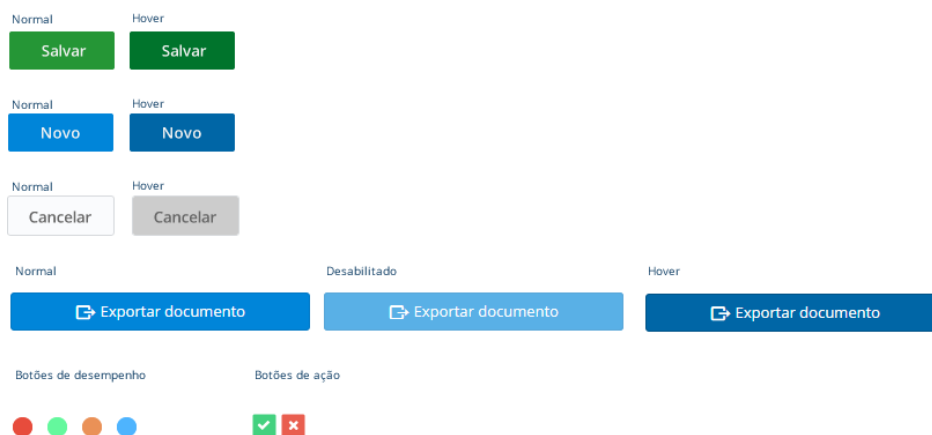 Normal Hover
Salvar Salvar
Normal Hover
Novo Novo
Normal Hover
Cancelar Cancelar
Normal Desabilitado Hover
Exportar documento Exportar documento Exportar documento
Botões de desempenho Botões de ação